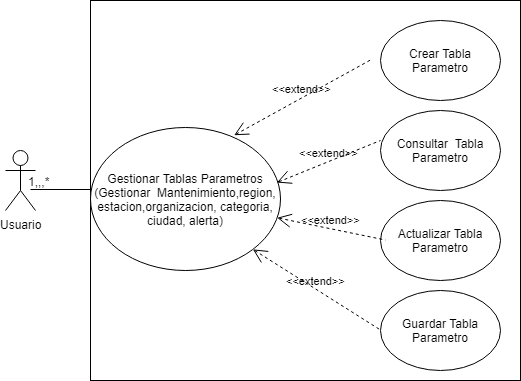 Crear Tabla
Parametro
<<extend>>
Consultar Tabla
Parametro
<<extend>>
Gestionar Tablas Parametros
(Gestionar Mantenimiento,region,
estacion,organizacion, categoria,
ciudad, alerta)
1,,,*
Usuario
<<extend>>
Actualizar Tabla
Parametro
<<extend>>
Guardar Tabla
Parametro